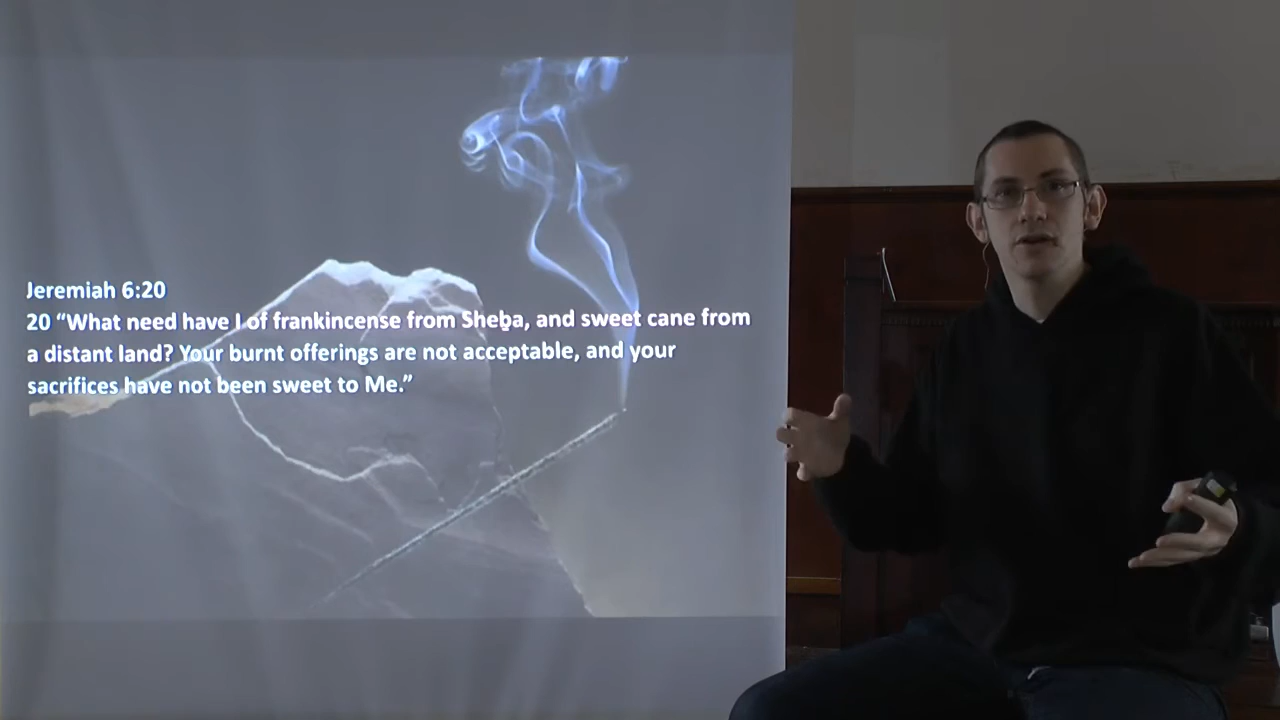 Jeremiah 6:20
20 “What need have I of frankincense from Sheba, and sweet cane from
a distant land? Your burnt offerings are not acceptable, and your
sacrifices have not been sweet to Me.”